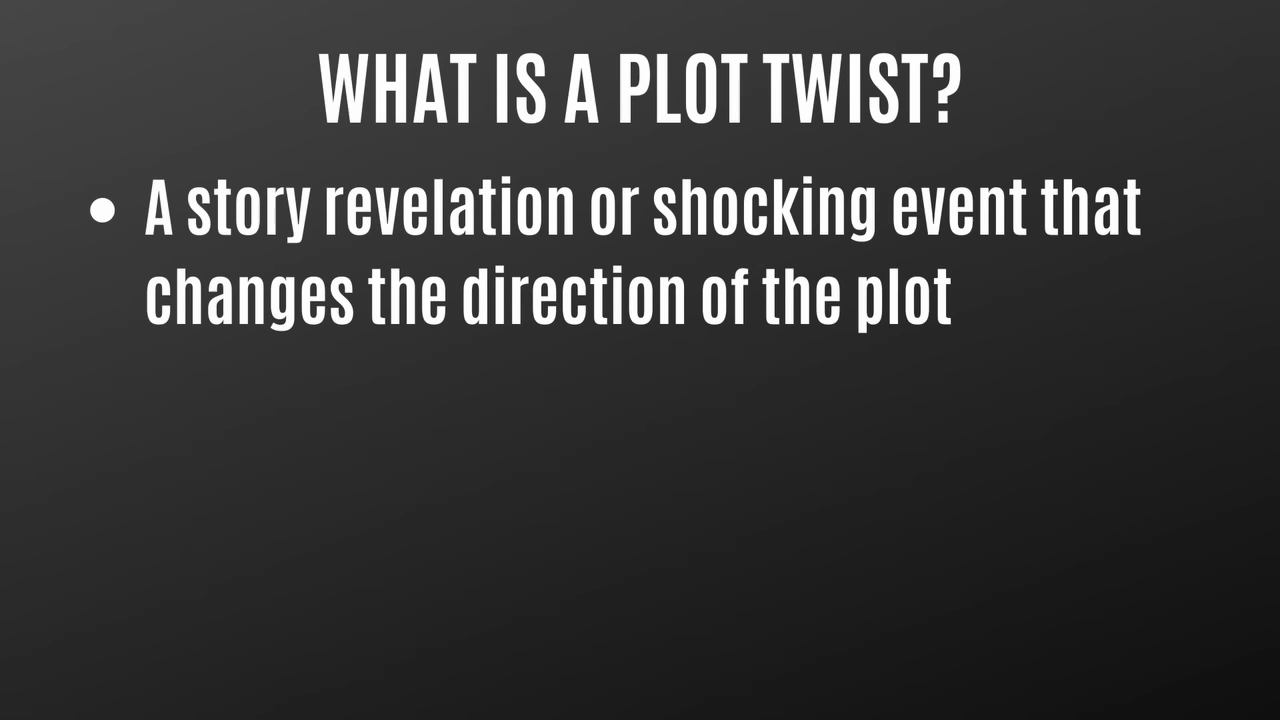 WHAT IS A PLOT TWIST?
• A story revelation or shocking event that
changes the direction of the plot